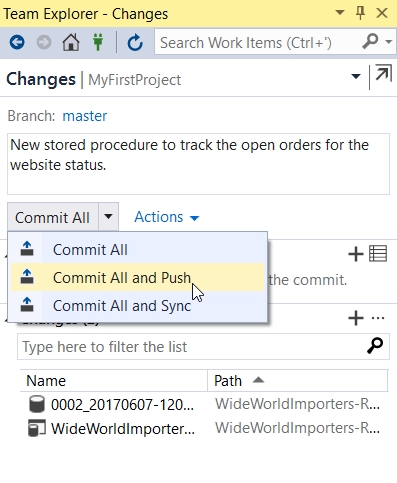 Team Explorer - Changes
Search Work Items (Ctrl+')
Changes | MyFirstProject
Branch: master
New stored procedure to track the open orders for the
website status.
Commit All Actions
Commit All
Commit All and Push
the commit.
Commit All and Sync
Type here to filter the list
Name Path
0002_20170607-120... WideWorldImporters-R...
WideWorldImporter... WideWorldImporters-R...